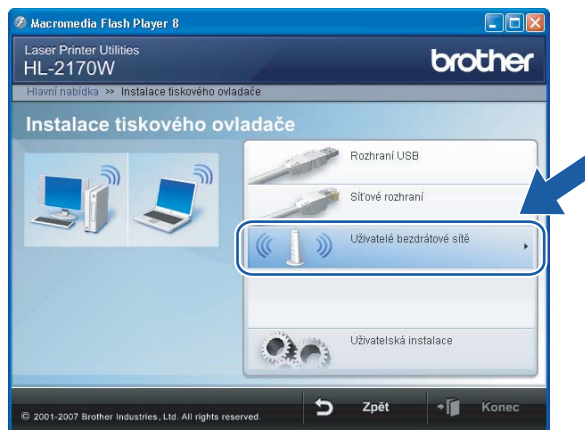 Macromedia Flash Player 8
Laser Printer Utilities
HL-2170W
brother
Hlavní nabídka >> Instalace tiskového ovladače
Instalace tiskového ovladače
Rozhraní USB
Síťové rozhraní
Uživatelé bezdrátové sítě
Uživatelská instalace
© 2001-2007 Brother Industries, Ltd. All rights reserved.
Zpět
Konec